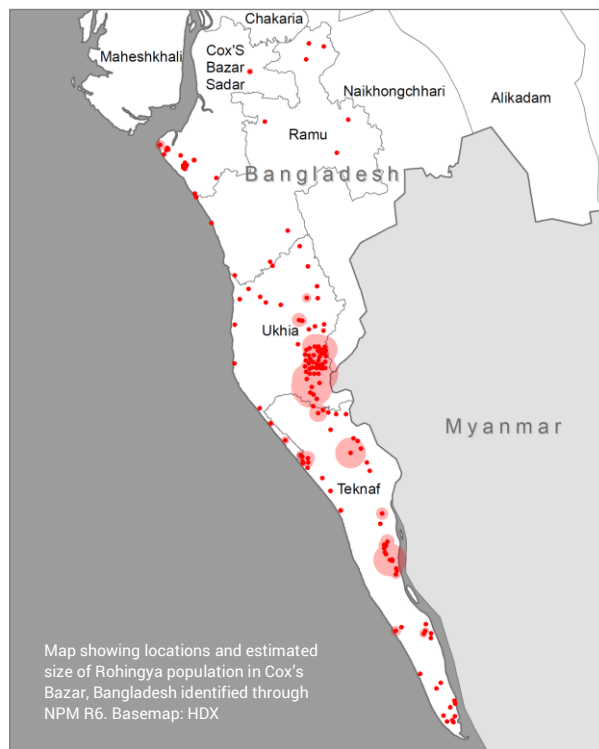 Chakaria
Maheshkhali
Cox'S
Bazar
Sadar
Naikhongchhari
Alikadam
Ramu
Bangladesh
Ukhia
Myanmar
Teknaf
Map showing locations and estimated
size of Rohingya population in Cox's
Bazar, Bangladesh identified through
NPM R6. Basemap: HDX